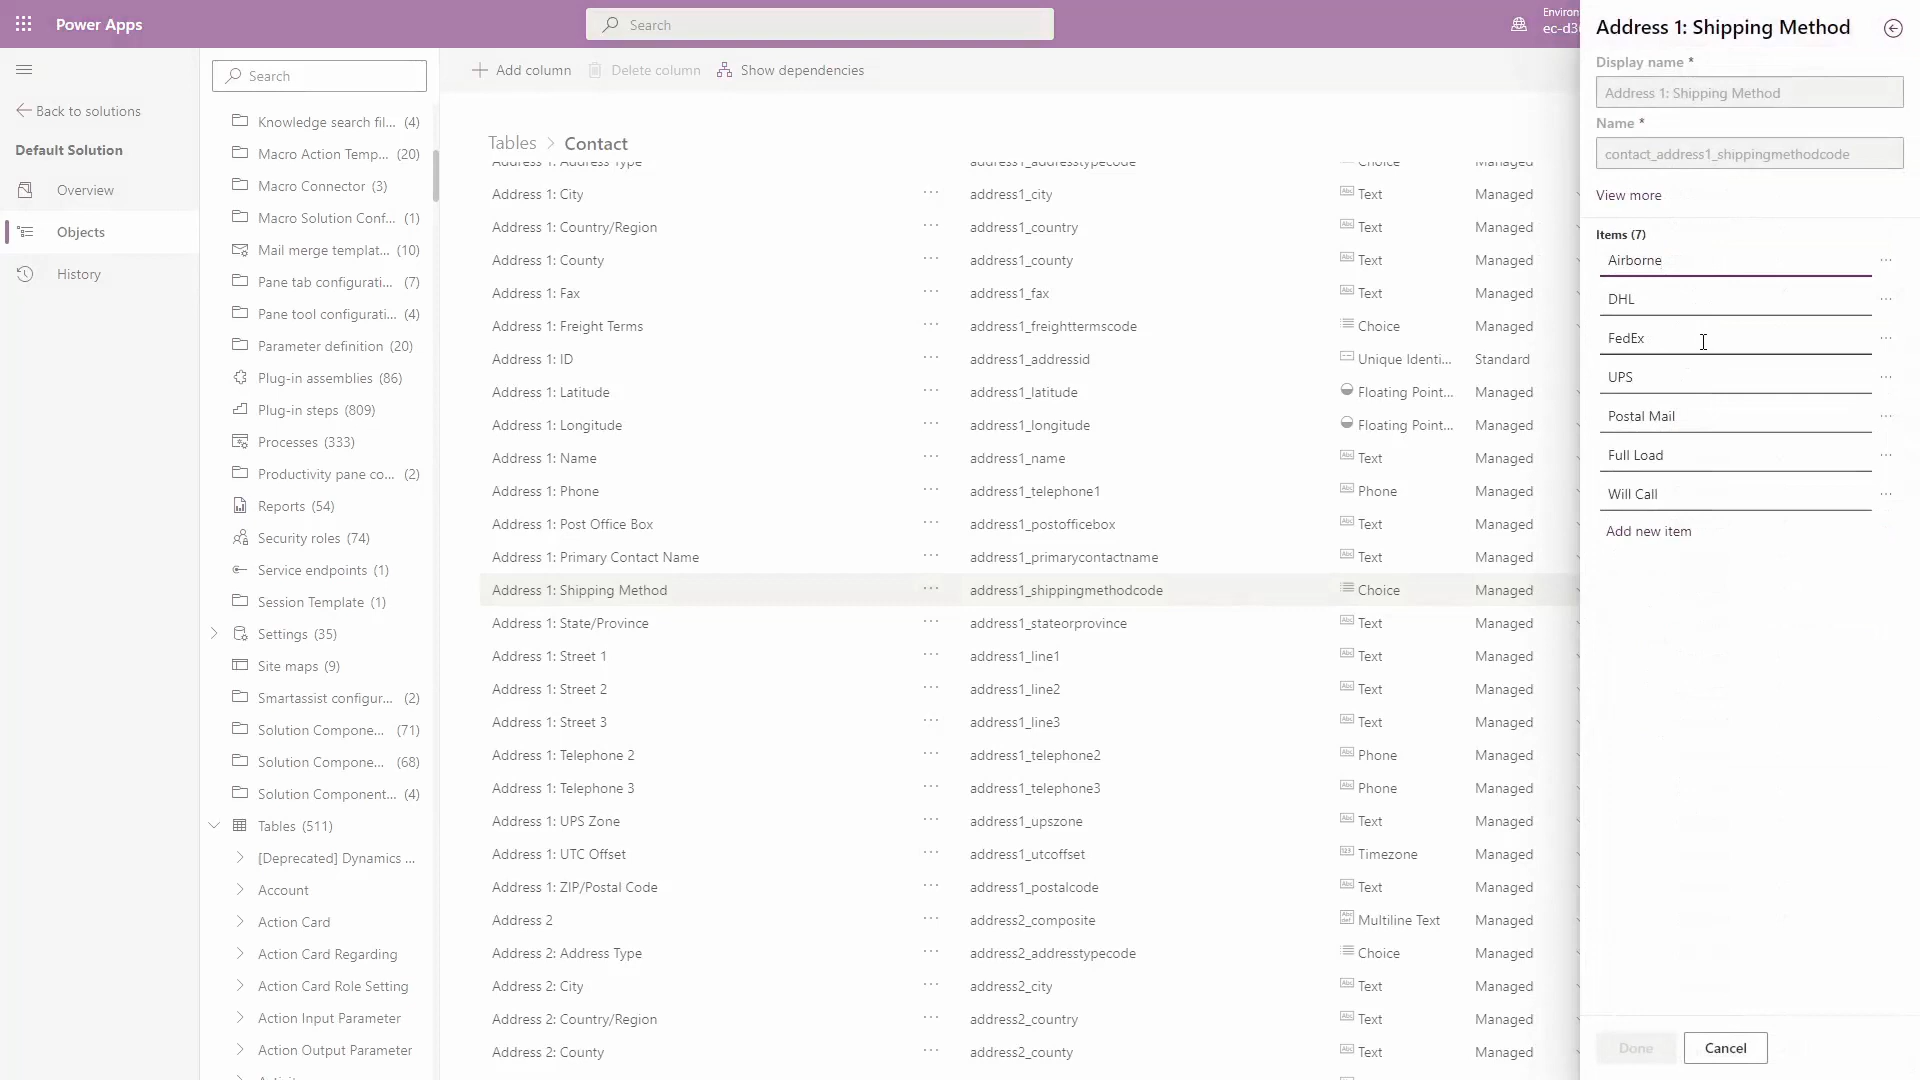 Power Apps
Search
Environ
ec-d3
Back to solutions
Default Solution
Overview
Objects
History
Search
Knowledge search fil... (4)
Macro Action Temp... (20)
Macro Connector (3)
Macro Solution Conf... (1)
Mail merge templat... (10)
Pane tab configurati... (7)
Pane tool configurati... (4)
Parameter definition (20)
Plug-in assemblies (86)
Plug-in steps (809)
Processes (333)
Productivity pane co... (2)
Reports (54)
Security roles (74)
Service endpoints (1)
Session Template (1)
Settings (35)
Site maps (9)
Smartassist configur... (2)
Solution Compone... (71)
Solution Compone... (68)
Solution Component... (4)
Tables (511)
[Deprecated] Dynamics ...
Account
Action Card
Action Card Regarding
Action Card Role Setting
Action Input Parameter
Action Output Parameter
Add column Delete column Show dependencies
Tables > Contact
Address 1: Address Type address1_addresstypecode Choice Managed
Address 1: City address1_city Text Managed
Address 1: Country/Region address1_country Text Managed
Address 1: County address1_county Text Managed
Address 1: Fax address1_fax Text Managed
Address 1: Freight Terms address1_freighttermscode Choice Managed
Address 1: ID address1_addressid Unique Identi... Standard
Address 1: Latitude address1_latitude Floating Point... Managed
Address 1: Longitude address1_longitude Floating Point... Managed
Address 1: Name address1_name Text Managed
Address 1: Phone address1_telephone1 Phone Managed
Address 1: Post Office Box address1_postofficebox Text Managed
Address 1: Primary Contact Name address1_primarycontactname Text Managed
Address 1: Shipping Method address1_shippingmethodcode Choice Managed
Address 1: State/Province address1_stateorprovince Text Managed
Address 1: Street 1 address1_line1 Text Managed
Address 1: Street 2 address1_line2 Text Managed
Address 1: Street 3 address1_line3 Text Managed
Address 1: Telephone 2 address1_telephone2 Phone Managed
Address 1: Telephone 3 address1_telephone3 Phone Managed
Address 1: UPS Zone address1_upszone Text Managed
Address 1: UTC Offset address1_utcoffset Timezone Managed
Address 1: ZIP/Postal Code address1_postalcode Text Managed
Address 2 address2_composite Multiline Text Managed
Address 2: Address Type address2_addresstypecode Choice Managed
Address 2: City address2_city Text Managed
Address 2: Country/Region address2_country Text Managed
Address 2: County address2_county Text Managed
Address 1: Shipping Method
Display name *
Address 1: Shipping Method
Name *
contact_address1_shippingmethodcode
View more
Items (7)
Airborne
DHL
FedEx
UPS
Postal Mail
Full Load
Will Call
Add new item
Done Cancel